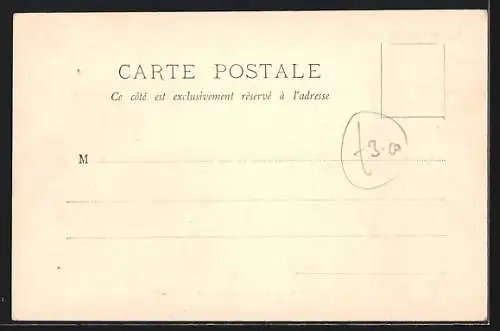 CARTE POSTALE
Ce côté est exclusivement réservé à l'adresse
M